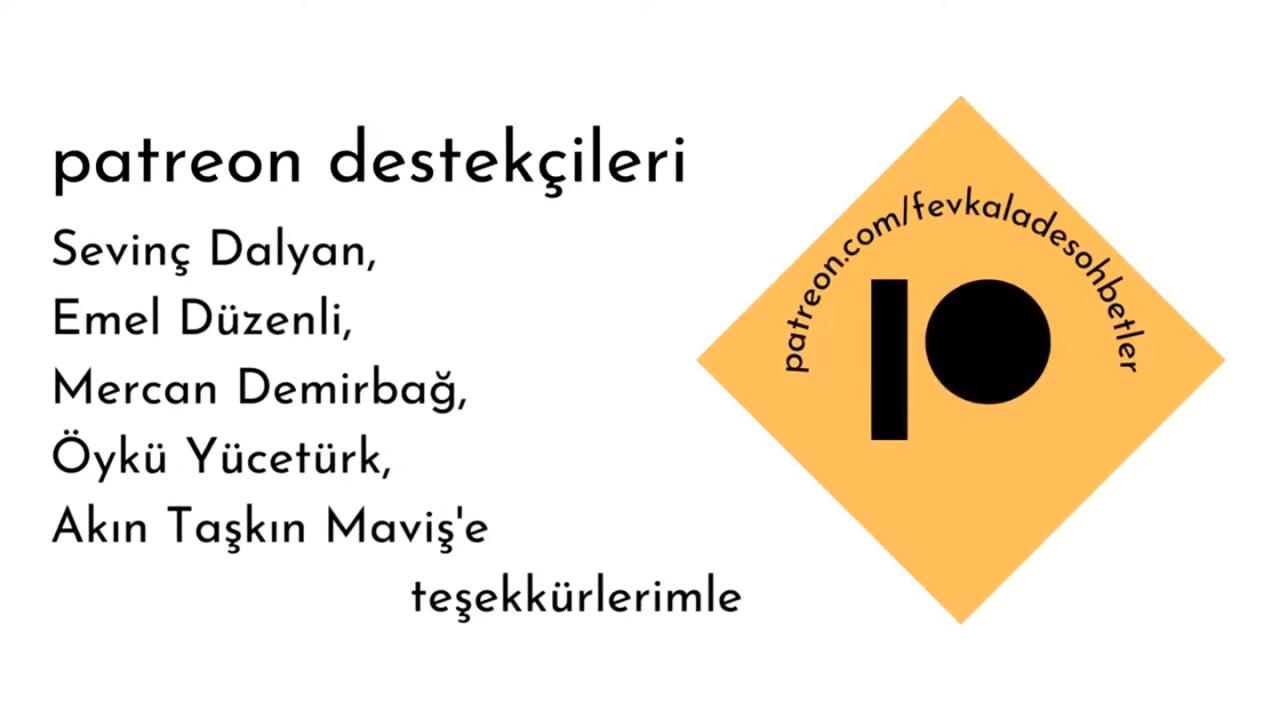 patreon destekçileri
Sevinç Dalyan,
Emel Düzenli,
Mercan Demirbağ,
Öykü Yücetürk,
Akın Taşkın Maviş'e
teşekkürlerimle
patreon.com/fevkaladesohbetler